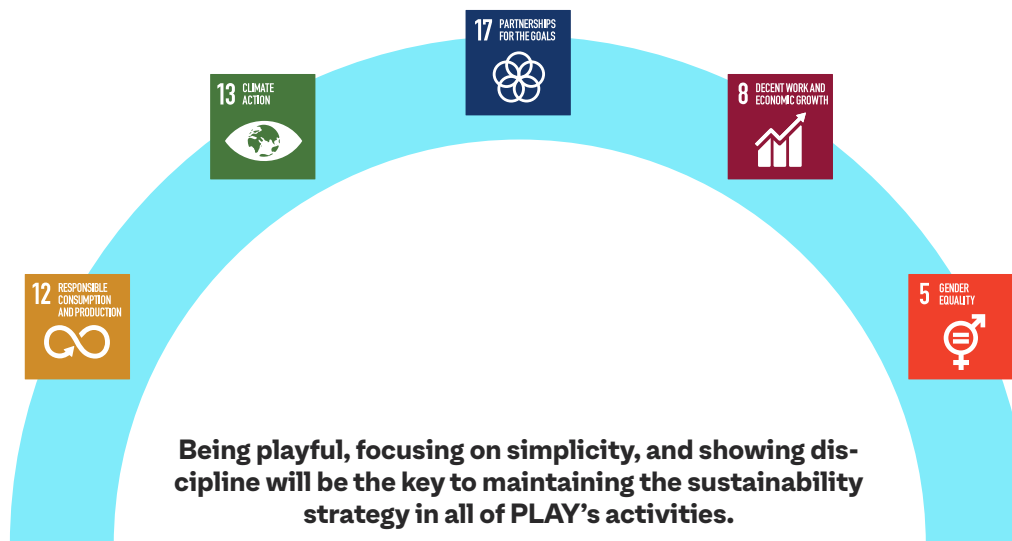 17 PARTNERSHIPS
FOR THE GOALS
13 CLIMATE
ACTION
8 DECENT WORK AND
ECONOMIC GROWTH
12 RESPONSIBLE
CONSUMPTION
AND PRODUCTION
5 GENDER
EQUALITY
Being playful, focusing on simplicity, and showing dis-
cipline will be the key to maintaining the sustainability
strategy in all of PLAY’s activities.